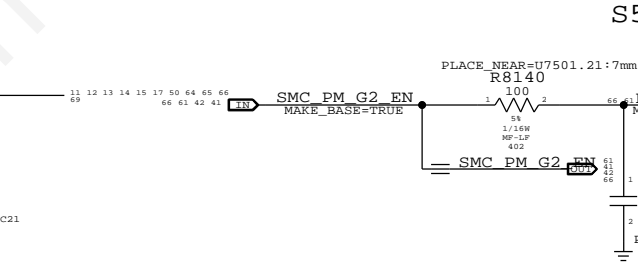 S5
PLACE_NEAR=U7501.21:7mm
R8140
11 12 13 14 15 17 50 64 65 66
69
66 61 42 41
IN
SMC_PM_G2_EN
MAKE_BASE=TRUE
1
100
2
5%
1/16W
MF-LF
402
66 61
SMC_PM_G2_EN
OUT
61
41
42
66
1
2
C21